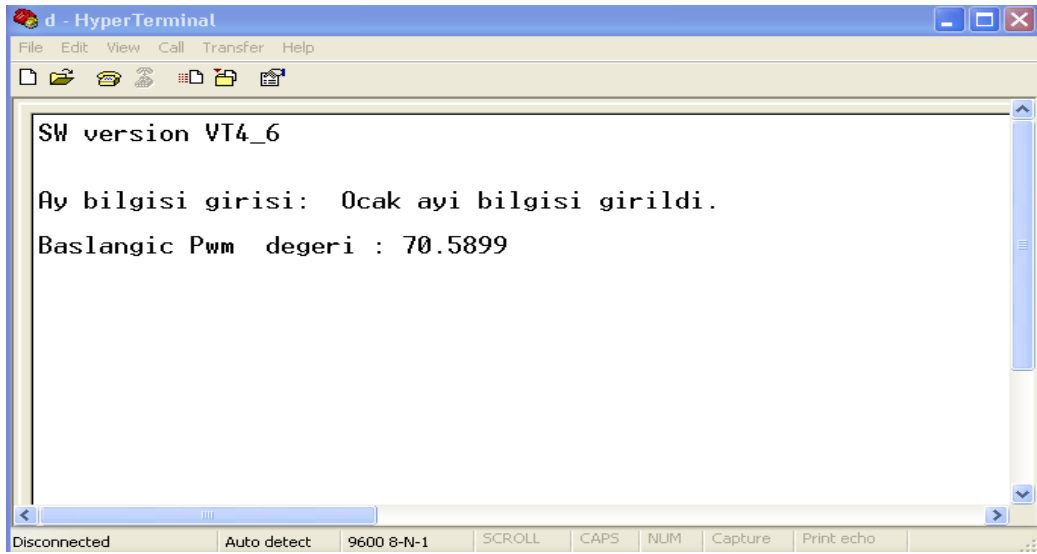 d - HyperTerminal
File Edit View Call Transfer Help
SW version VT4_6
Ay bilgisi girisi:  Ocak ayi bilgisi girildi.
Baslangic Pwm  degeri : 70.5899
Disconnected Auto detect 9600 8-N-1 SCROLL CAPS NUM Capture Print echo